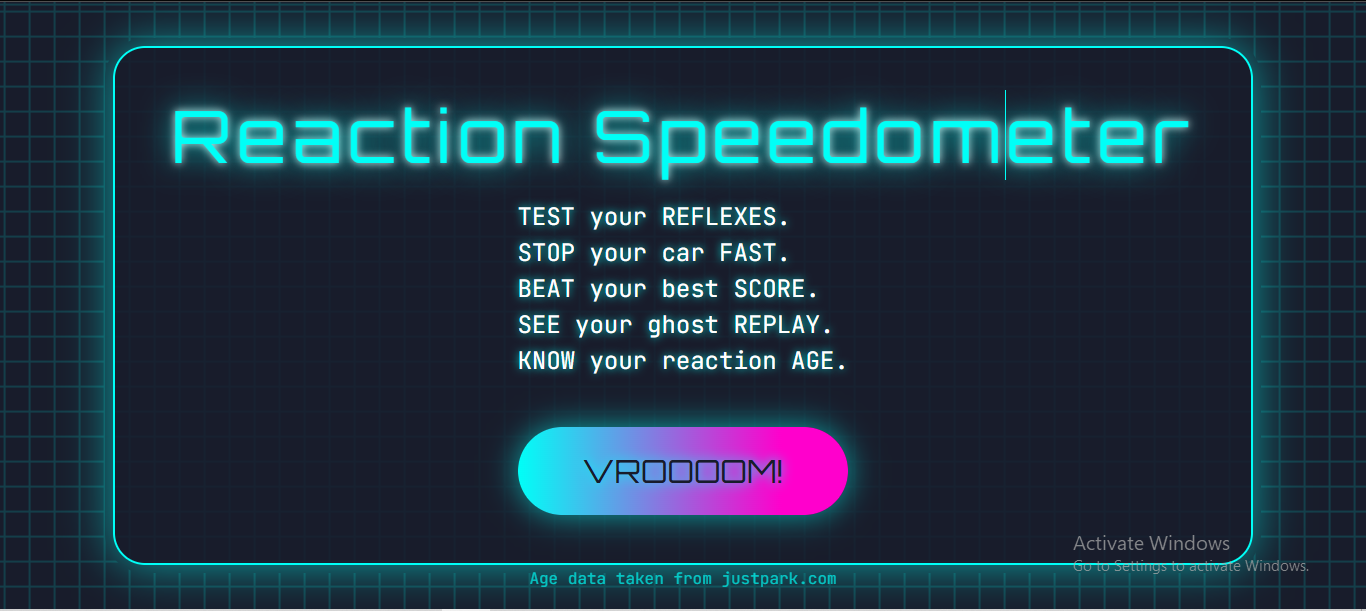 Reaction Speedometer
TEST your REFLEXES.
STOP your car FAST.
BEAT your best SCORE.
SEE your ghost REPLAY.
KNOW your reaction AGE.
VROOOOM!
Activate Windows
Go to Settings to activate Windows.
Age data taken from justpark.com